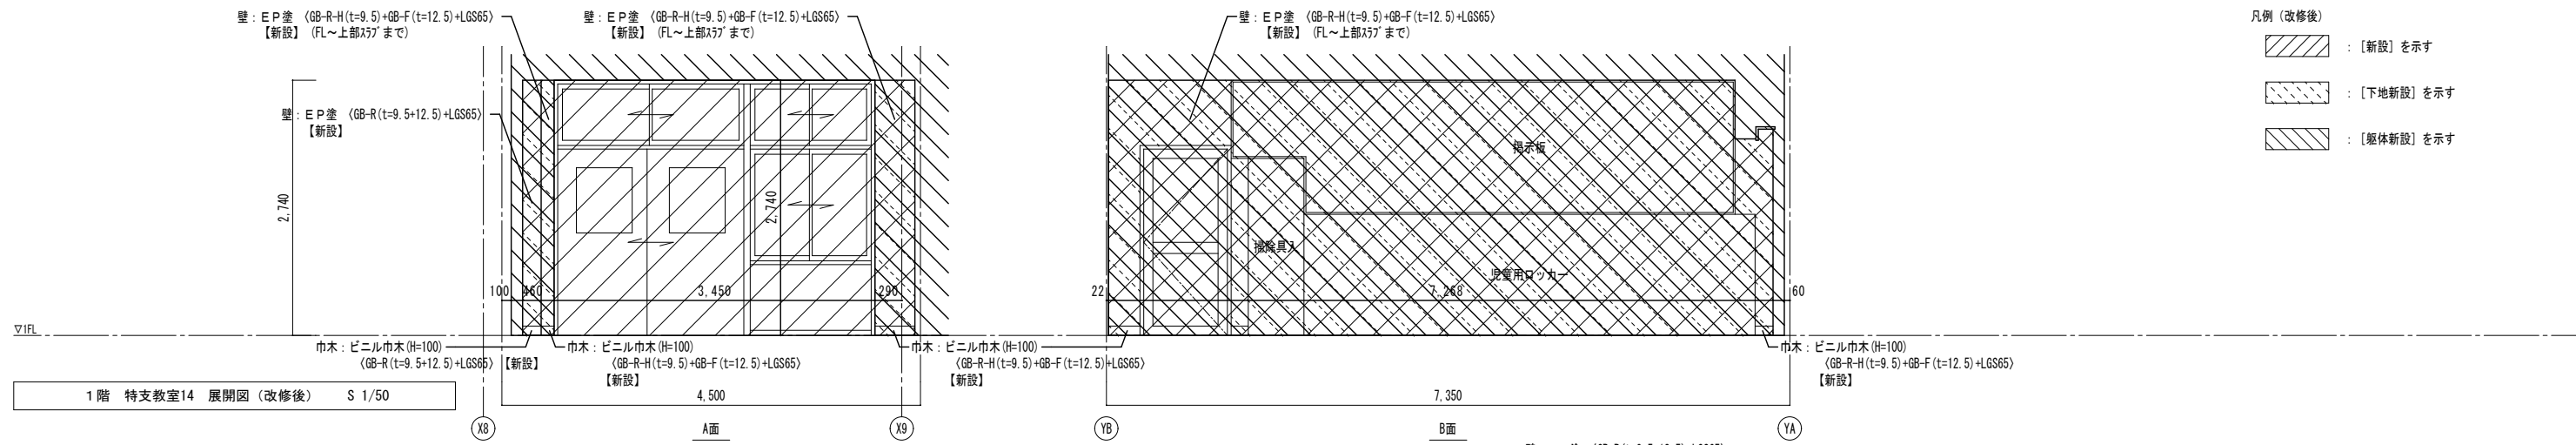 壁：ＥＰ塗 〈GB-R-H(t=9.5)+GB-F(t=12.5)+LGS65〉
【新設】 (FL～上部ｽﾗﾌﾞまで)
壁：ＥＰ塗 〈GB-R-H(t=9.5)+GB-F(t=12.5)+LGS65〉
【新設】 (FL～上部ｽﾗﾌﾞまで)
壁：ＥＰ塗 〈GB-R-H(t=9.5)+GB-F(t=12.5)+LGS65〉
【新設】 (FL～上部ｽﾗﾌﾞまで)
凡例（改修後）
：［新設］を示す
：［下地新設］を示す
：［躯体新設］を示す
壁：ＥＰ塗 〈GB-R(t=9.5+12.5)+LGS65〉
【新設】
2,740
2,740
掲示板
掃除具入
児童用ロッカー
100
460
3,450
290
22
7,268
60
▽1FL
巾木：ビニル巾木(H=100)
〈GB-R(t=9.5+12.5)+LGS65〉【新設】
巾木：ビニル巾木(H=100)
〈GB-R-H(t=9.5)+GB-F(t=12.5)+LGS65〉
【新設】
巾木：ビニル巾木(H=100)
〈GB-R-H(t=9.5)+GB-F(t=12.5)+LGS65〉
【新設】
巾木：ビニル巾木(H=100)
〈GB-R-H(t=9.5)+GB-F(t=12.5)+LGS65〉
【新設】
1階 特支教室14 展開図（改修後） S 1/50
4,500
7,350
X8
A面
X9
YB
B面
YA